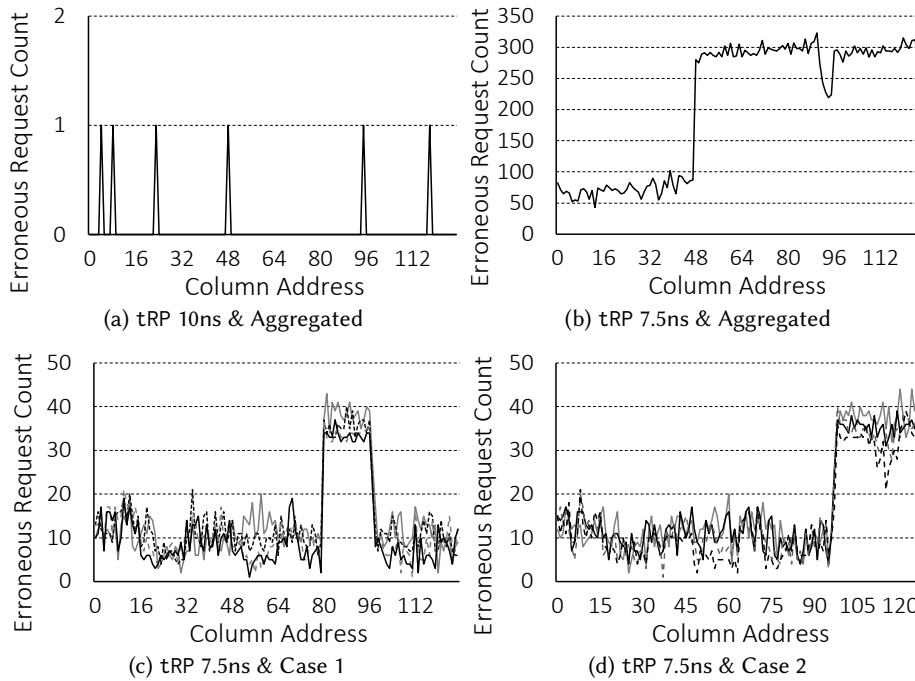 Erroneous Request Count
2
1
0
0 16 32 48 64 80 96 112
Column Address
(a) tRP 10ns & Aggregated
Erroneous Request Count
350
300
250
200
150
100
50
0
0 16 32 48 64 80 96 112
Column Address
(b) tRP 7.5ns & Aggregated
Erroneous Request Count
50
40
30
20
10
0
0 16 32 48 64 80 96 112
Column Address
(c) tRP 7.5ns & Case 1
Erroneous Request Count
50
40
30
20
10
0
0 15 30 45 60 75 90 105 120
Column Address
(d) tRP 7.5ns & Case 2